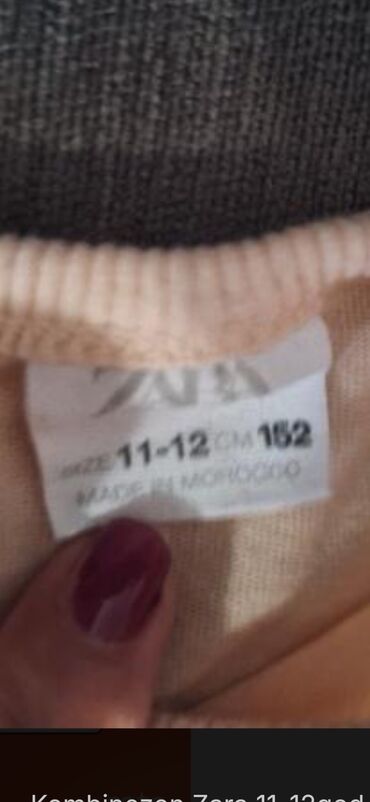 ZARA
SIZE 11-12 CM 152
MADE IN MOROCCO
Kombinezon Zara 11-12god